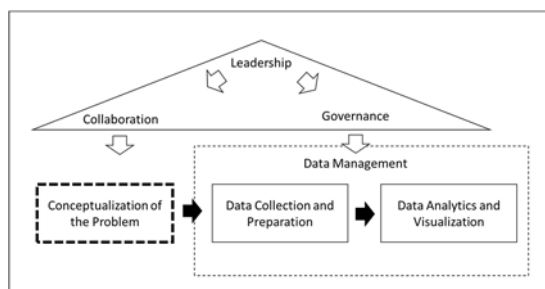 Leadership
Collaboration
Governance
Data Management
Conceptualization of
the Problem
Data Collection and
Preparation
Data Analytics and
Visualization